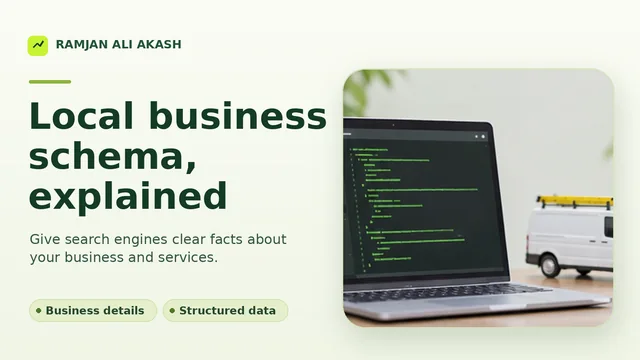 RAMJAN ALI AKASH
Local business
schema,
explained
Give search engines clear facts about
your business and services.
Business details
Structured data